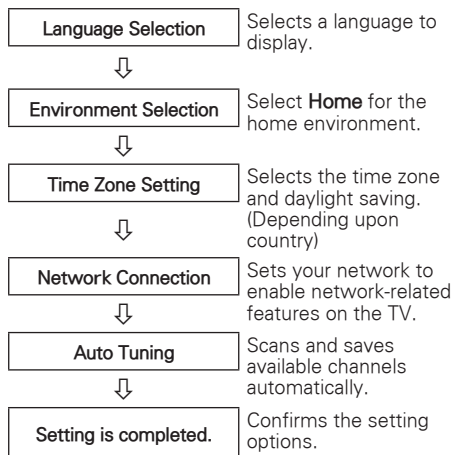 Language Selection
Selects a language to
display.
Environment Selection
Select Home for the
home environment.
Time Zone Setting
Selects the time zone
and daylight saving.
(Depending upon
country)
Network Connection
Sets your network to
enable network-related
features on the TV.
Auto Tuning
Scans and saves
available channels
automatically.
Setting is completed.
Confirms the setting
options.